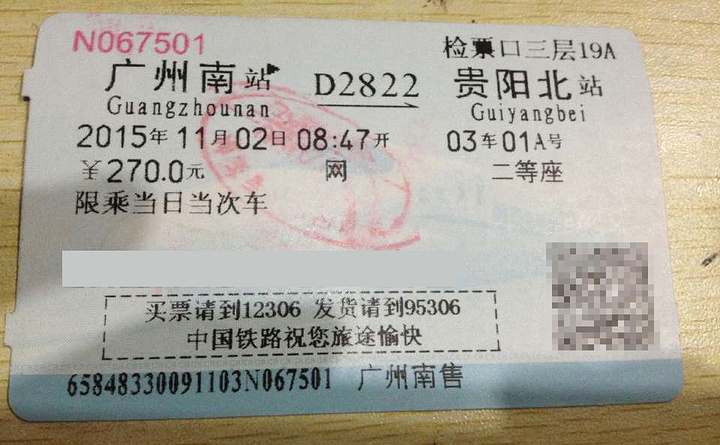 N067501 检票口三层19A
广州南站 D2822 贵阳北站
Guangzhounan Guiyangbei
2015年11月02日08:47开 03车01A号
￥270.0元 网 二等座
限乘当日当次车
买票请到12306 发货请到95306
中国铁路祝您旅途愉快
65848330091103N067501 广州南售